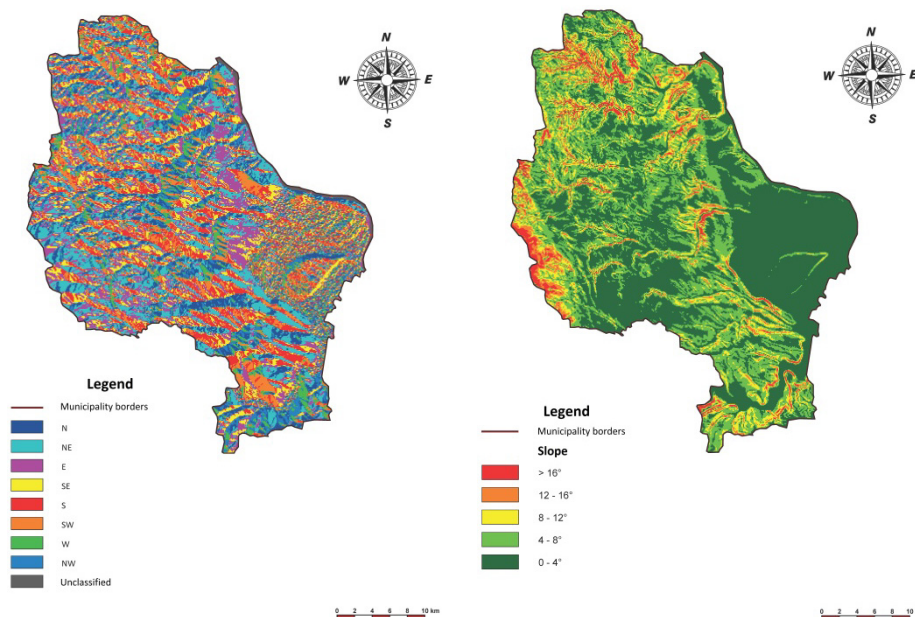 N
W E
S
N
W E
S
Legend
Municipality borders
N
NE
E
SE
S
SW
W
NW
Unclassified
0 2 4 6 8 10 km
Legend
Municipality borders
Slope
> 16°
12 - 16°
8 - 12°
4 - 8°
0 - 4°
0 2 4 6 8 10